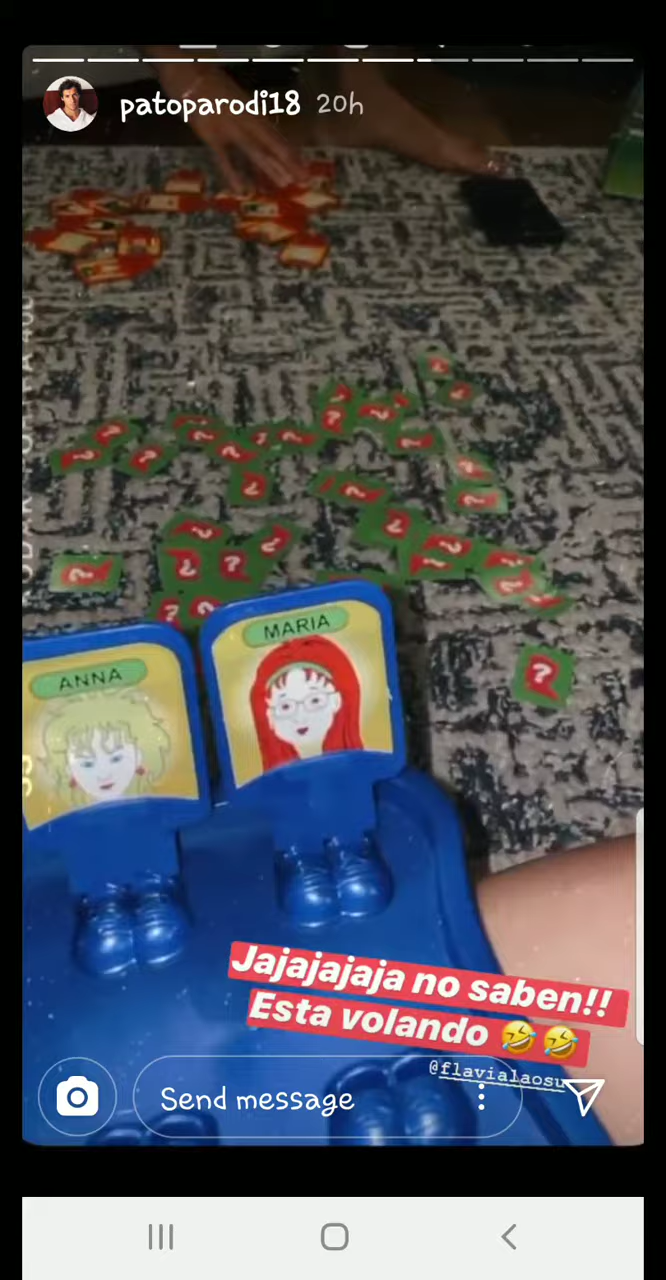 patoparodi18 20h
ANNA
MARIA
Jajajajaja no saben!!
Esta volando 🤣🤣
@flavialaosu
Send message